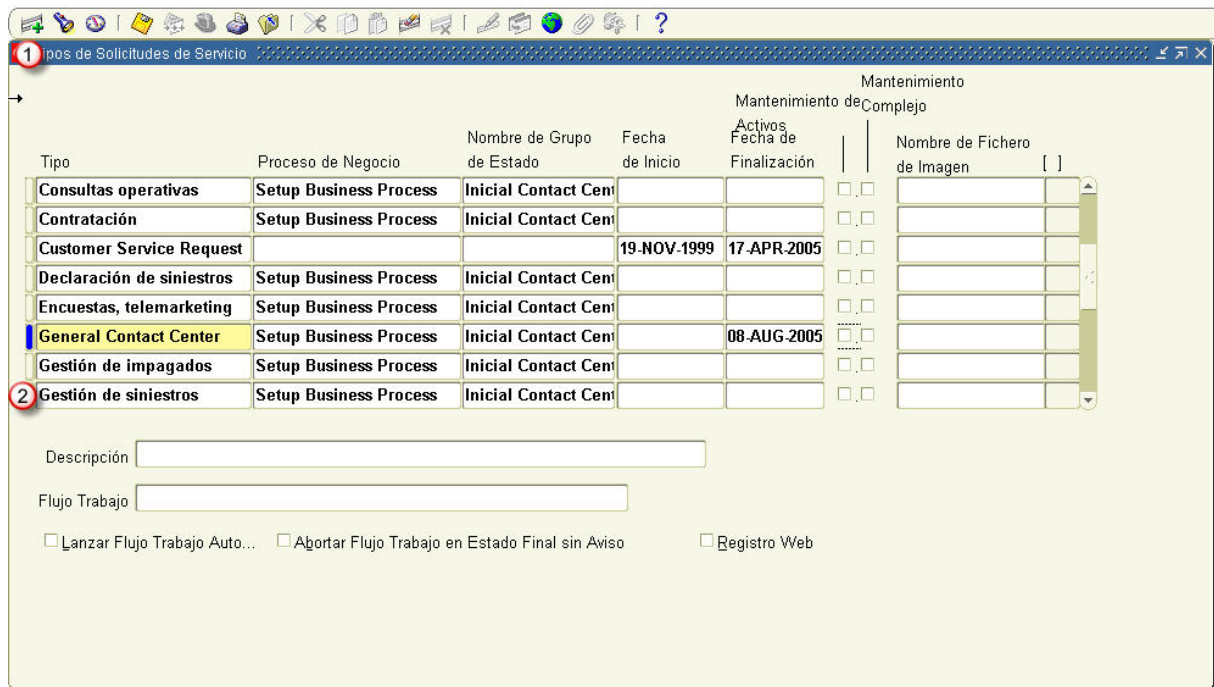 ?
1 ipos de Solicitudes de Servicio
Mantenimiento
Mantenimiento de Complejo
Activos
Nombre de Grupo Fecha Fecha de Nombre de Fichero
Tipo Proceso de Negocio de Estado de Inicio Finalización de Imagen [ ]
Consultas operativas Setup Business Process Inicial Contact Cent
Contratación Setup Business Process Inicial Contact Cent
Customer Service Request 19-NOV-1999 17-APR-2005
Declaración de siniestros Setup Business Process Inicial Contact Cent
Encuestas, telemarketing Setup Business Process Inicial Contact Cent
General Contact Center Setup Business Process Inicial Contact Cent 08-AUG-2005
Gestión de impagados Setup Business Process Inicial Contact Cent
2 Gestión de siniestros Setup Business Process Inicial Contact Cent
Descripción
Flujo Trabajo
Lanzar Flujo Trabajo Auto... Abortar Flujo Trabajo en Estado Final sin Aviso Registro Web